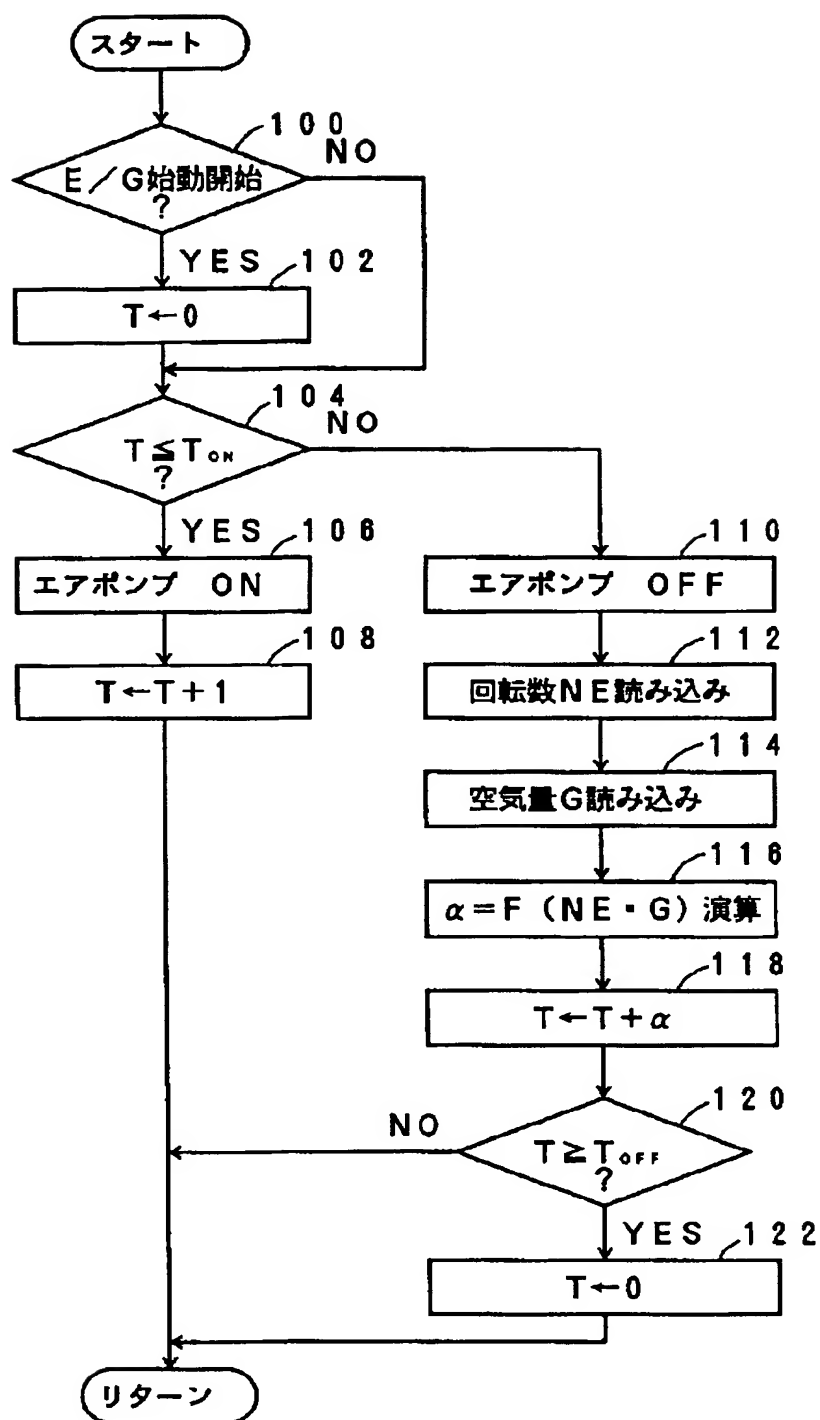 スタート
100
NO
E/G始動開始
?
YES
102
T←0
104
NO
T≦TON
?
YES
106
エアポンプ ON
108
T←T+1
110
エアポンプ OFF
112
回転数NE読み込み
114
空気量G読み込み
116
α=F(NE・G)演算
118
T←T+α
120
NO
T≧TOFF
?
YES
122
T←0
リターン